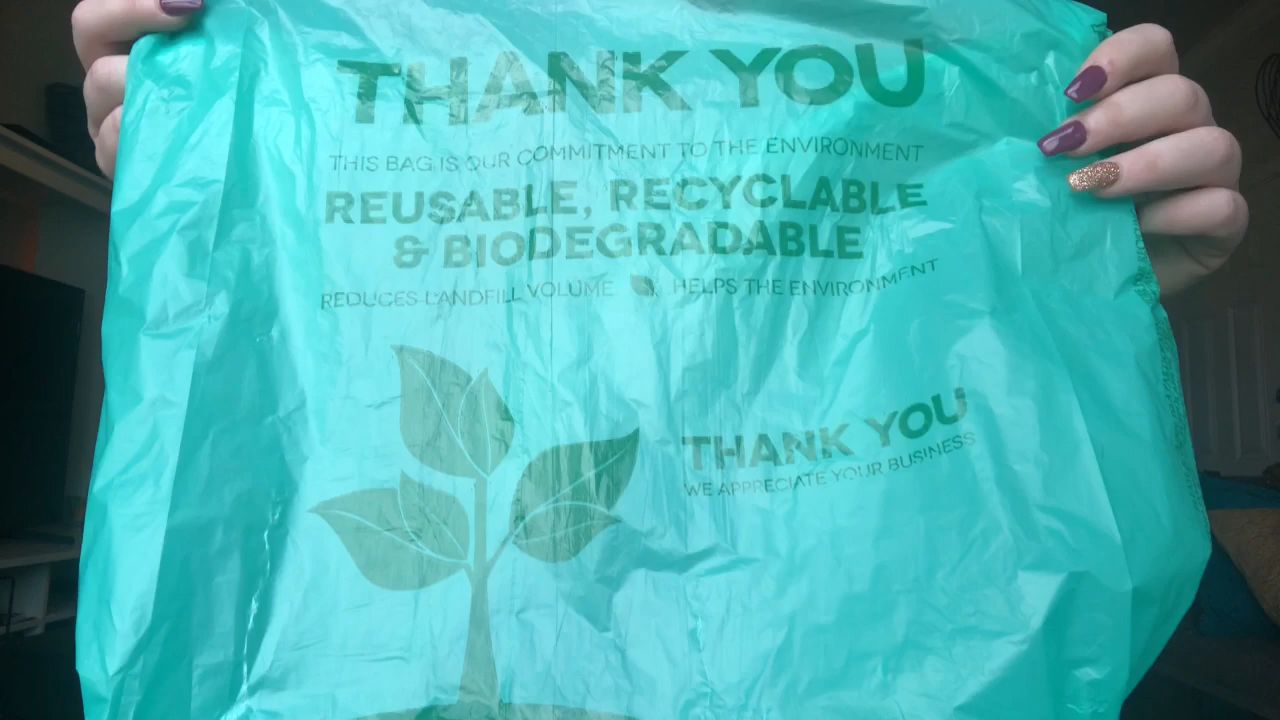 THANK YOU
THIS BAG IS OUR COMMITMENT TO THE ENVIRONMENT
REUSABLE, RECYCLABLE
& BIODEGRADABLE
REDUCES LANDFILL VOLUME HELPS THE ENVIRONMENT
THANK YOU
WE APPRECIATE YOUR BUSINESS